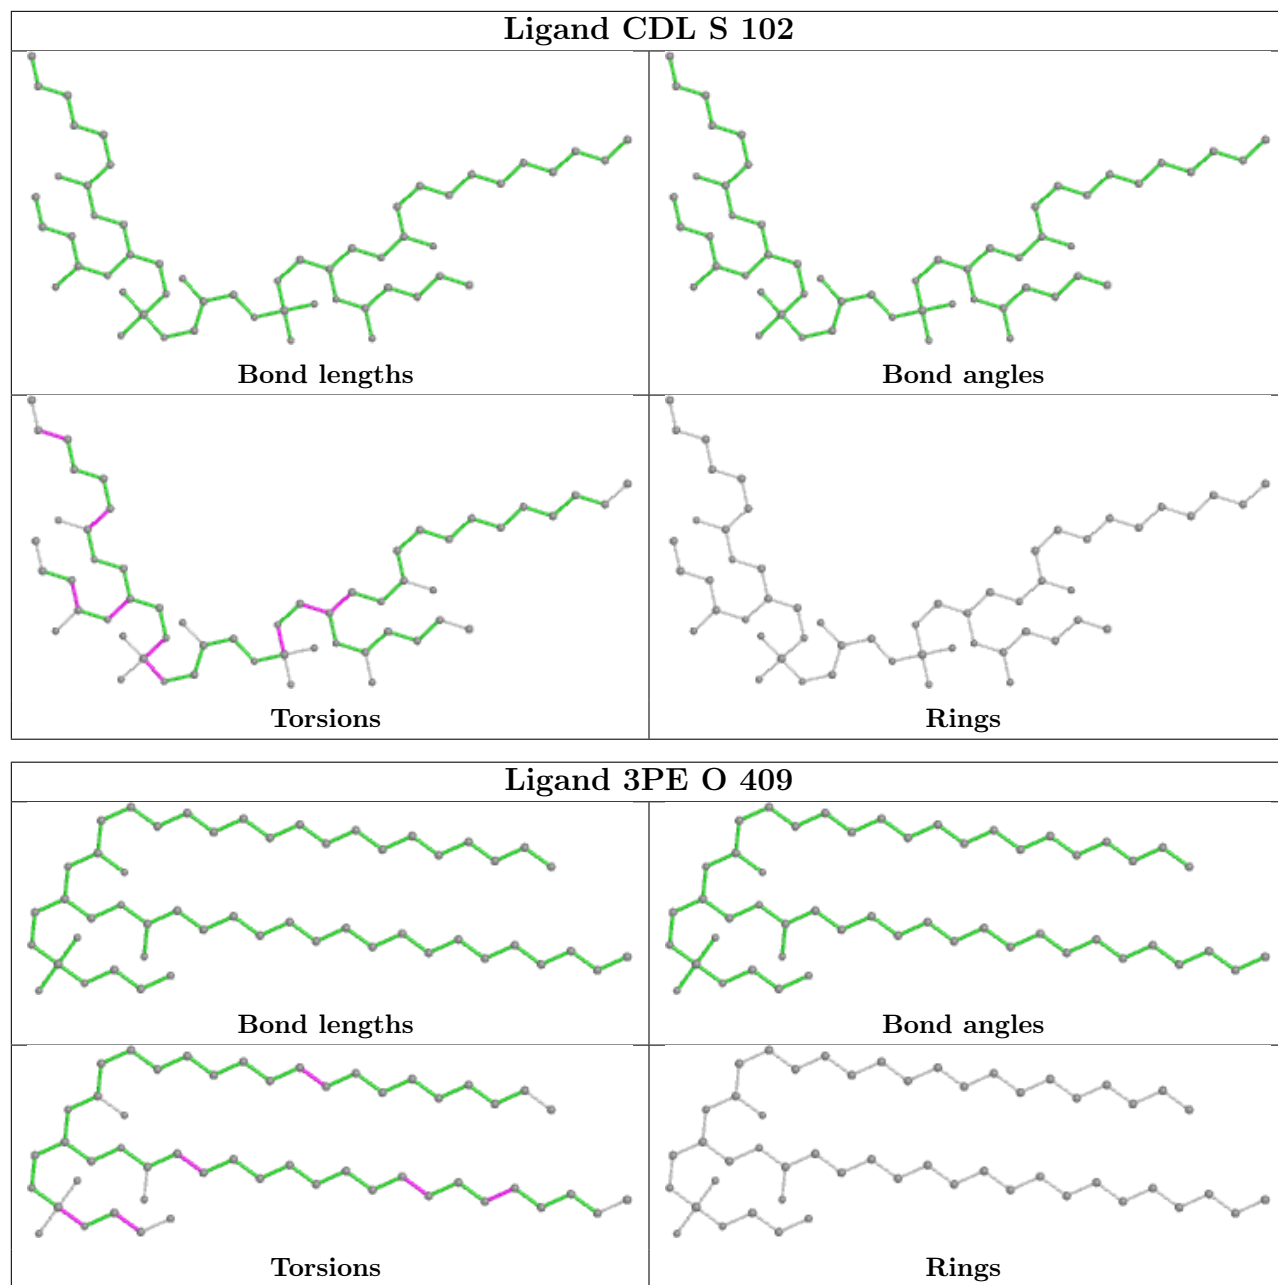 Ligand CDL S 102
Bond lengths
Bond angles
Torsions
Rings
Ligand 3PE O 409
Bond lengths
Bond angles
Torsions
Rings